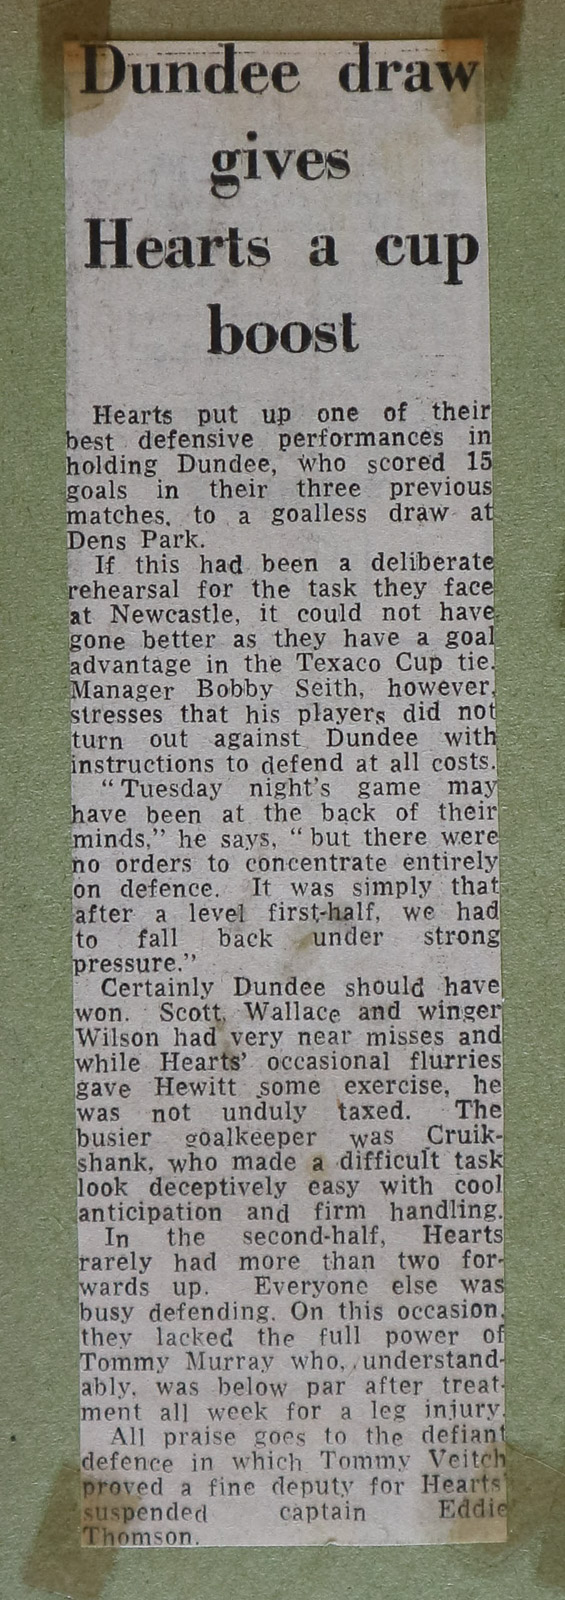 Dundee draw
gives
Hearts a cup
boost
Hearts put up one of their
best defensive performances in
holding Dundee, who scored 15
goals in their three previous
matches, to a goalless draw at
Dens Park.
If this had been a deliberate
rehearsal for the task they face
at Newcastle, it could not have
gone better as they have a goal
advantage in the Texaco Cup tie.
Manager Bobby Seith, however,
stresses that his players did not
turn out against Dundee with
instructions to defend at all costs.
“Tuesday night's game may
have been at the back of their
minds,” he says, “but there were
no orders to concentrate entirely
on defence. It was simply that
after a level first-half, we had
to fall back under strong
pressure.”
Certainly Dundee should have
won. Scott, Wallace and winger
Wilson had very near misses and
while Hearts' occasional flurries
gave Hewitt some exercise, he
was not unduly taxed. The
busier goalkeeper was Cruik-
shank, who made a difficult task
look deceptively easy with cool
anticipation and firm handling.
In the second-half, Hearts
rarely had more than two for-
wards up. Everyone else was
busy defending. On this occasion,
they lacked the full power of
Tommy Murray who, understand-
ably, was below par after treat-
ment all week for a leg injury.
All praise goes to the defiant
defence in which Tommy Veitch
proved a fine deputy for Hearts'
suspended captain Eddie
Thomson.